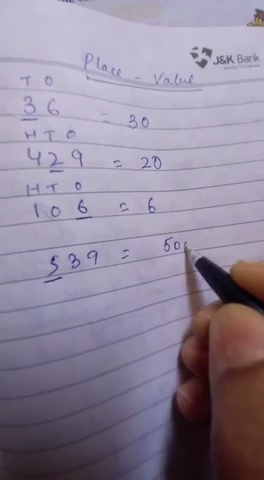 J&K Bank
Place - Value
T O
36 = 30
H T O
429 = 20
H T O
106 = 6
539 = 50